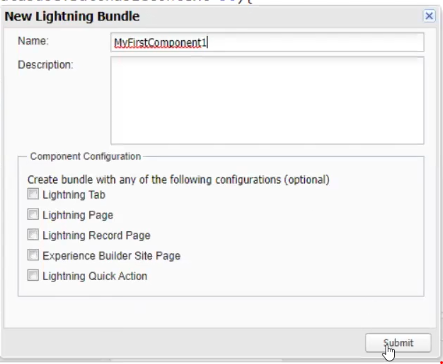 New Lightning Bundle
Name:
MyFirstComponent1
Description:
Component Configuration
Create bundle with any of the following configurations (optional)
Lightning Tab
Lightning Page
Lightning Record Page
Experience Builder Site Page
Lightning Quick Action
Submit